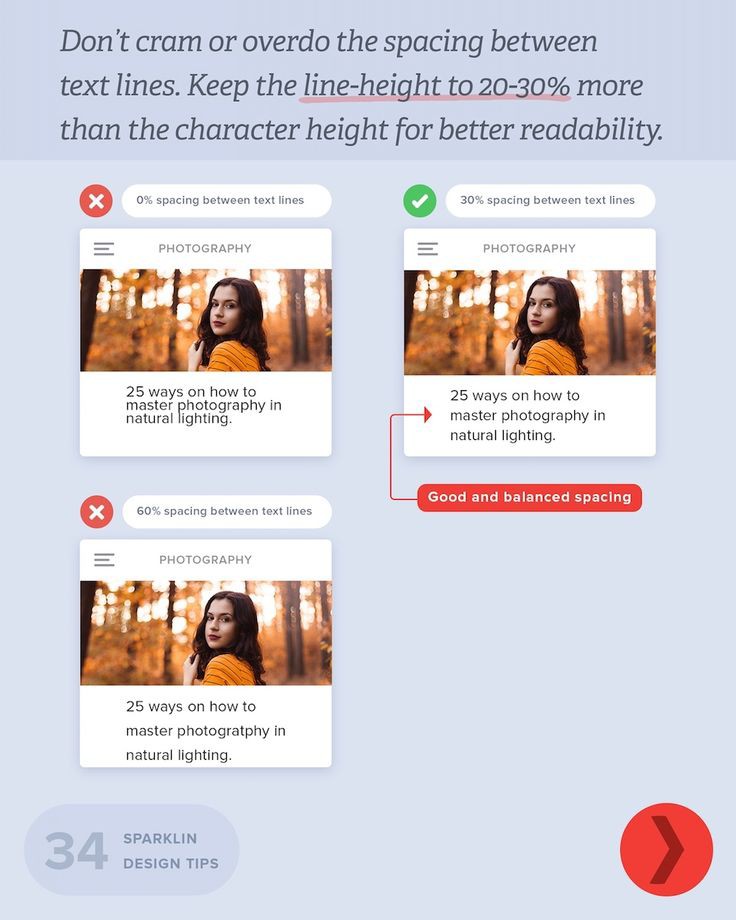 Don't cram or overdo the spacing between
text lines. Keep the line-height to 20-30% more
than the character height for better readability.
0% spacing between text lines
PHOTOGRAPHY
25 ways on how to
master photography in
natural lighting.
30% spacing between text lines
PHOTOGRAPHY
25 ways on how to
master photography in
natural lighting.
Good and balanced spacing
60% spacing between text lines
PHOTOGRAPHY
25 ways on how to
master photogratphy in
natural lighting.
34
SPARKLIN
DESIGN TIPS